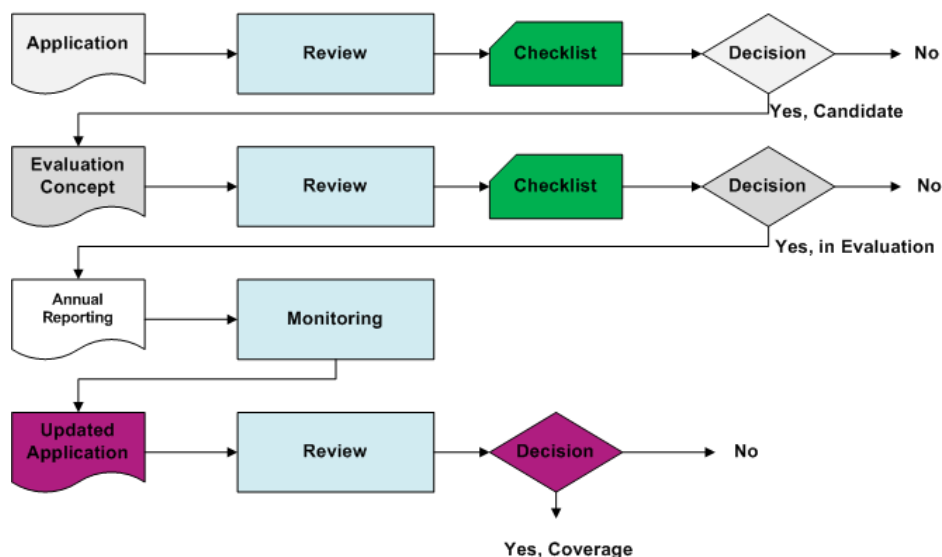 Application
Review
Checklist
Decision
No
Yes, Candidate
Evaluation
Concept
Review
Checklist
Decision
No
Yes, in Evaluation
Annual
Reporting
Monitoring
Updated
Application
Review
Decision
No
Yes, Coverage